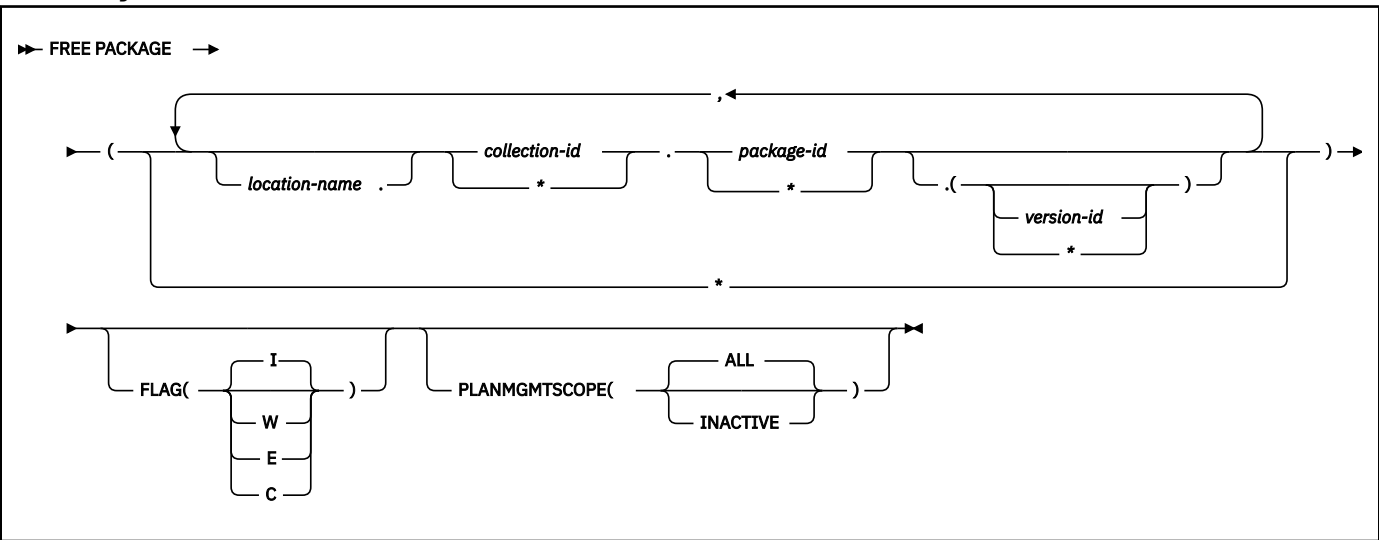 FREE PACKAGE
,
( collection-id . package-id )
location-name . * * .( )
version-id
*
*
I ALL
FLAG( ) PLANMGMTSCOPE( )
W INACTIVE
E
C